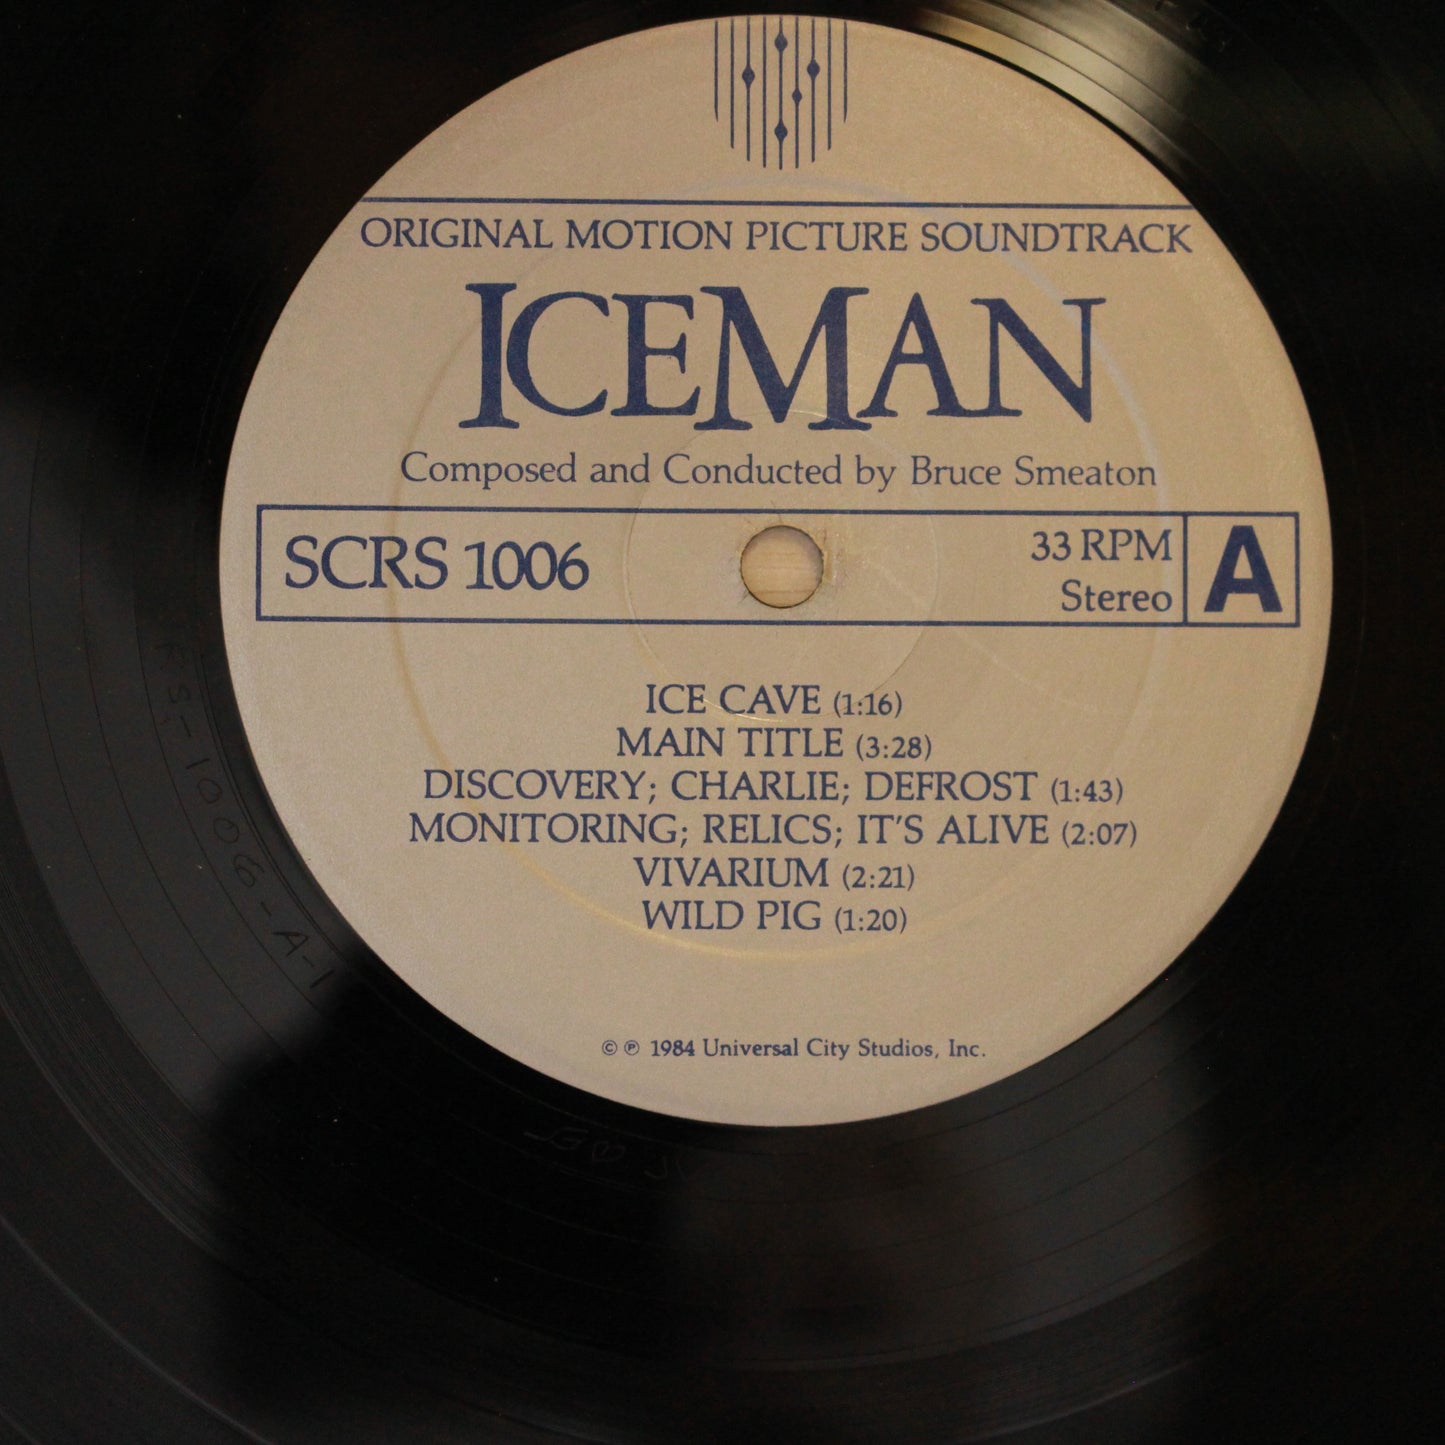 ORIGINAL MOTION PICTURE SOUNDTRACK
ICEMAN
Composed and Conducted by Bruce Smeaton
SCRS 1006
33 RPM
Stereo
A
ICE CAVE (1:16)
MAIN TITLE (3:28)
DISCOVERY; CHARLIE; DEFROST (1:43)
MONITORING; RELICS; IT'S ALIVE (2:07)
VIVARIUM (2:21)
WILD PIG (1:20)
© ℗ 1984 Universal City Studios, Inc.